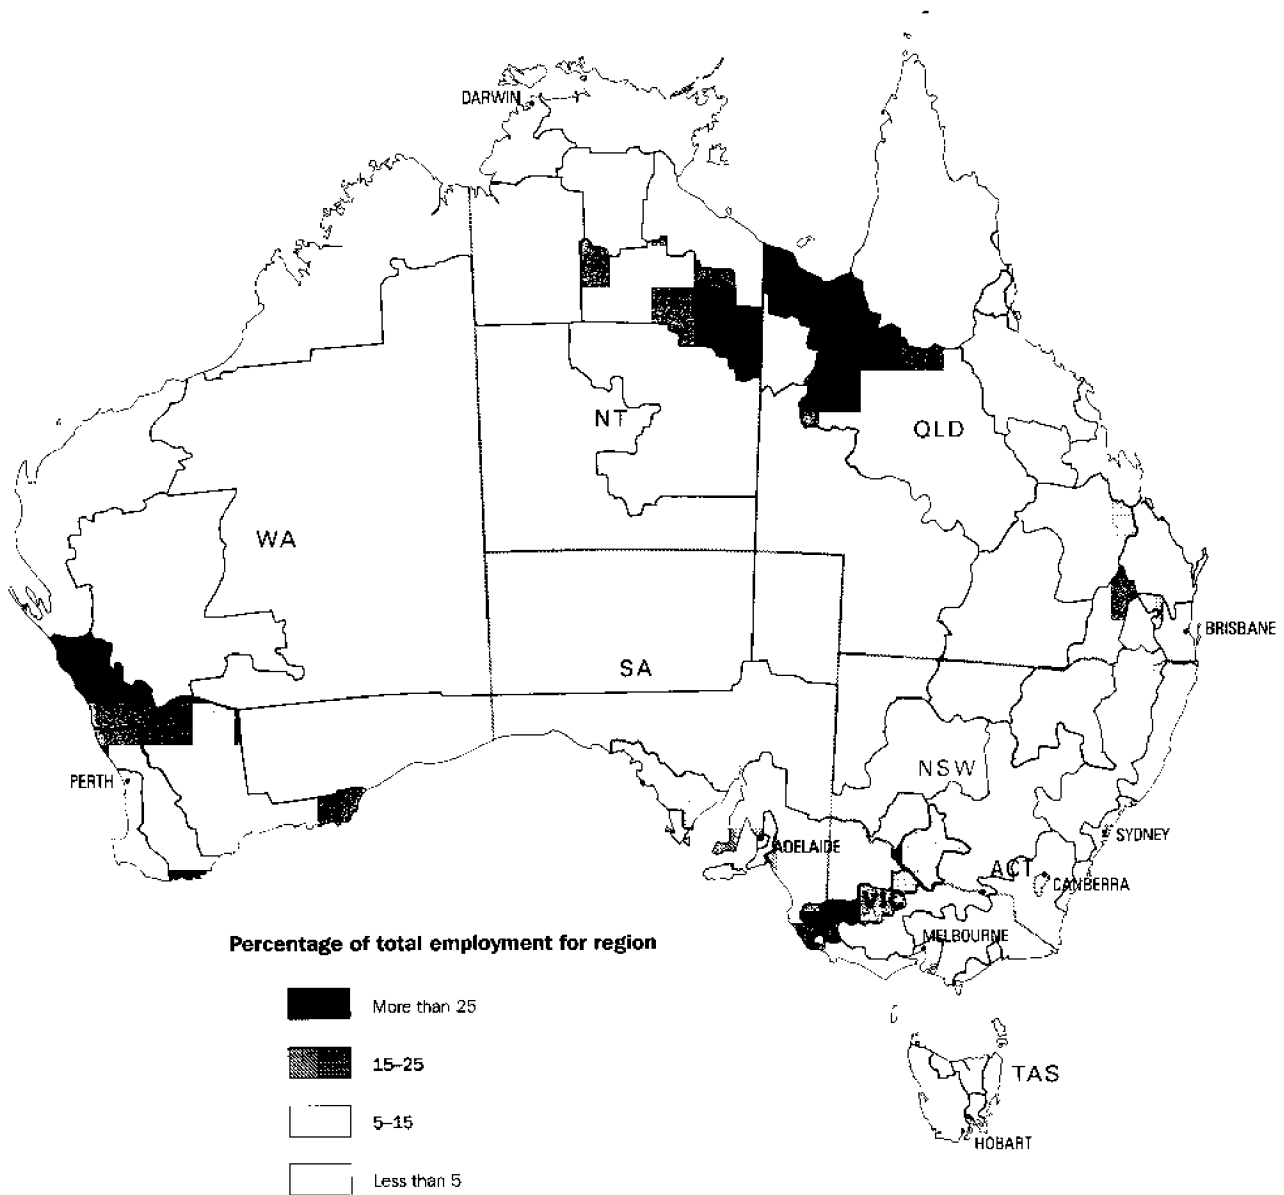 DARWIN
NT
QLD
WA
BRISBANE
SA
NSW
PERTH
SYDNEY
ADELAIDE
ACT
CANBERRA
VIC
MELBOURNE
Percentage of total employment for region
More than 25
15–25
5–15
Less than 5
TAS
HOBART